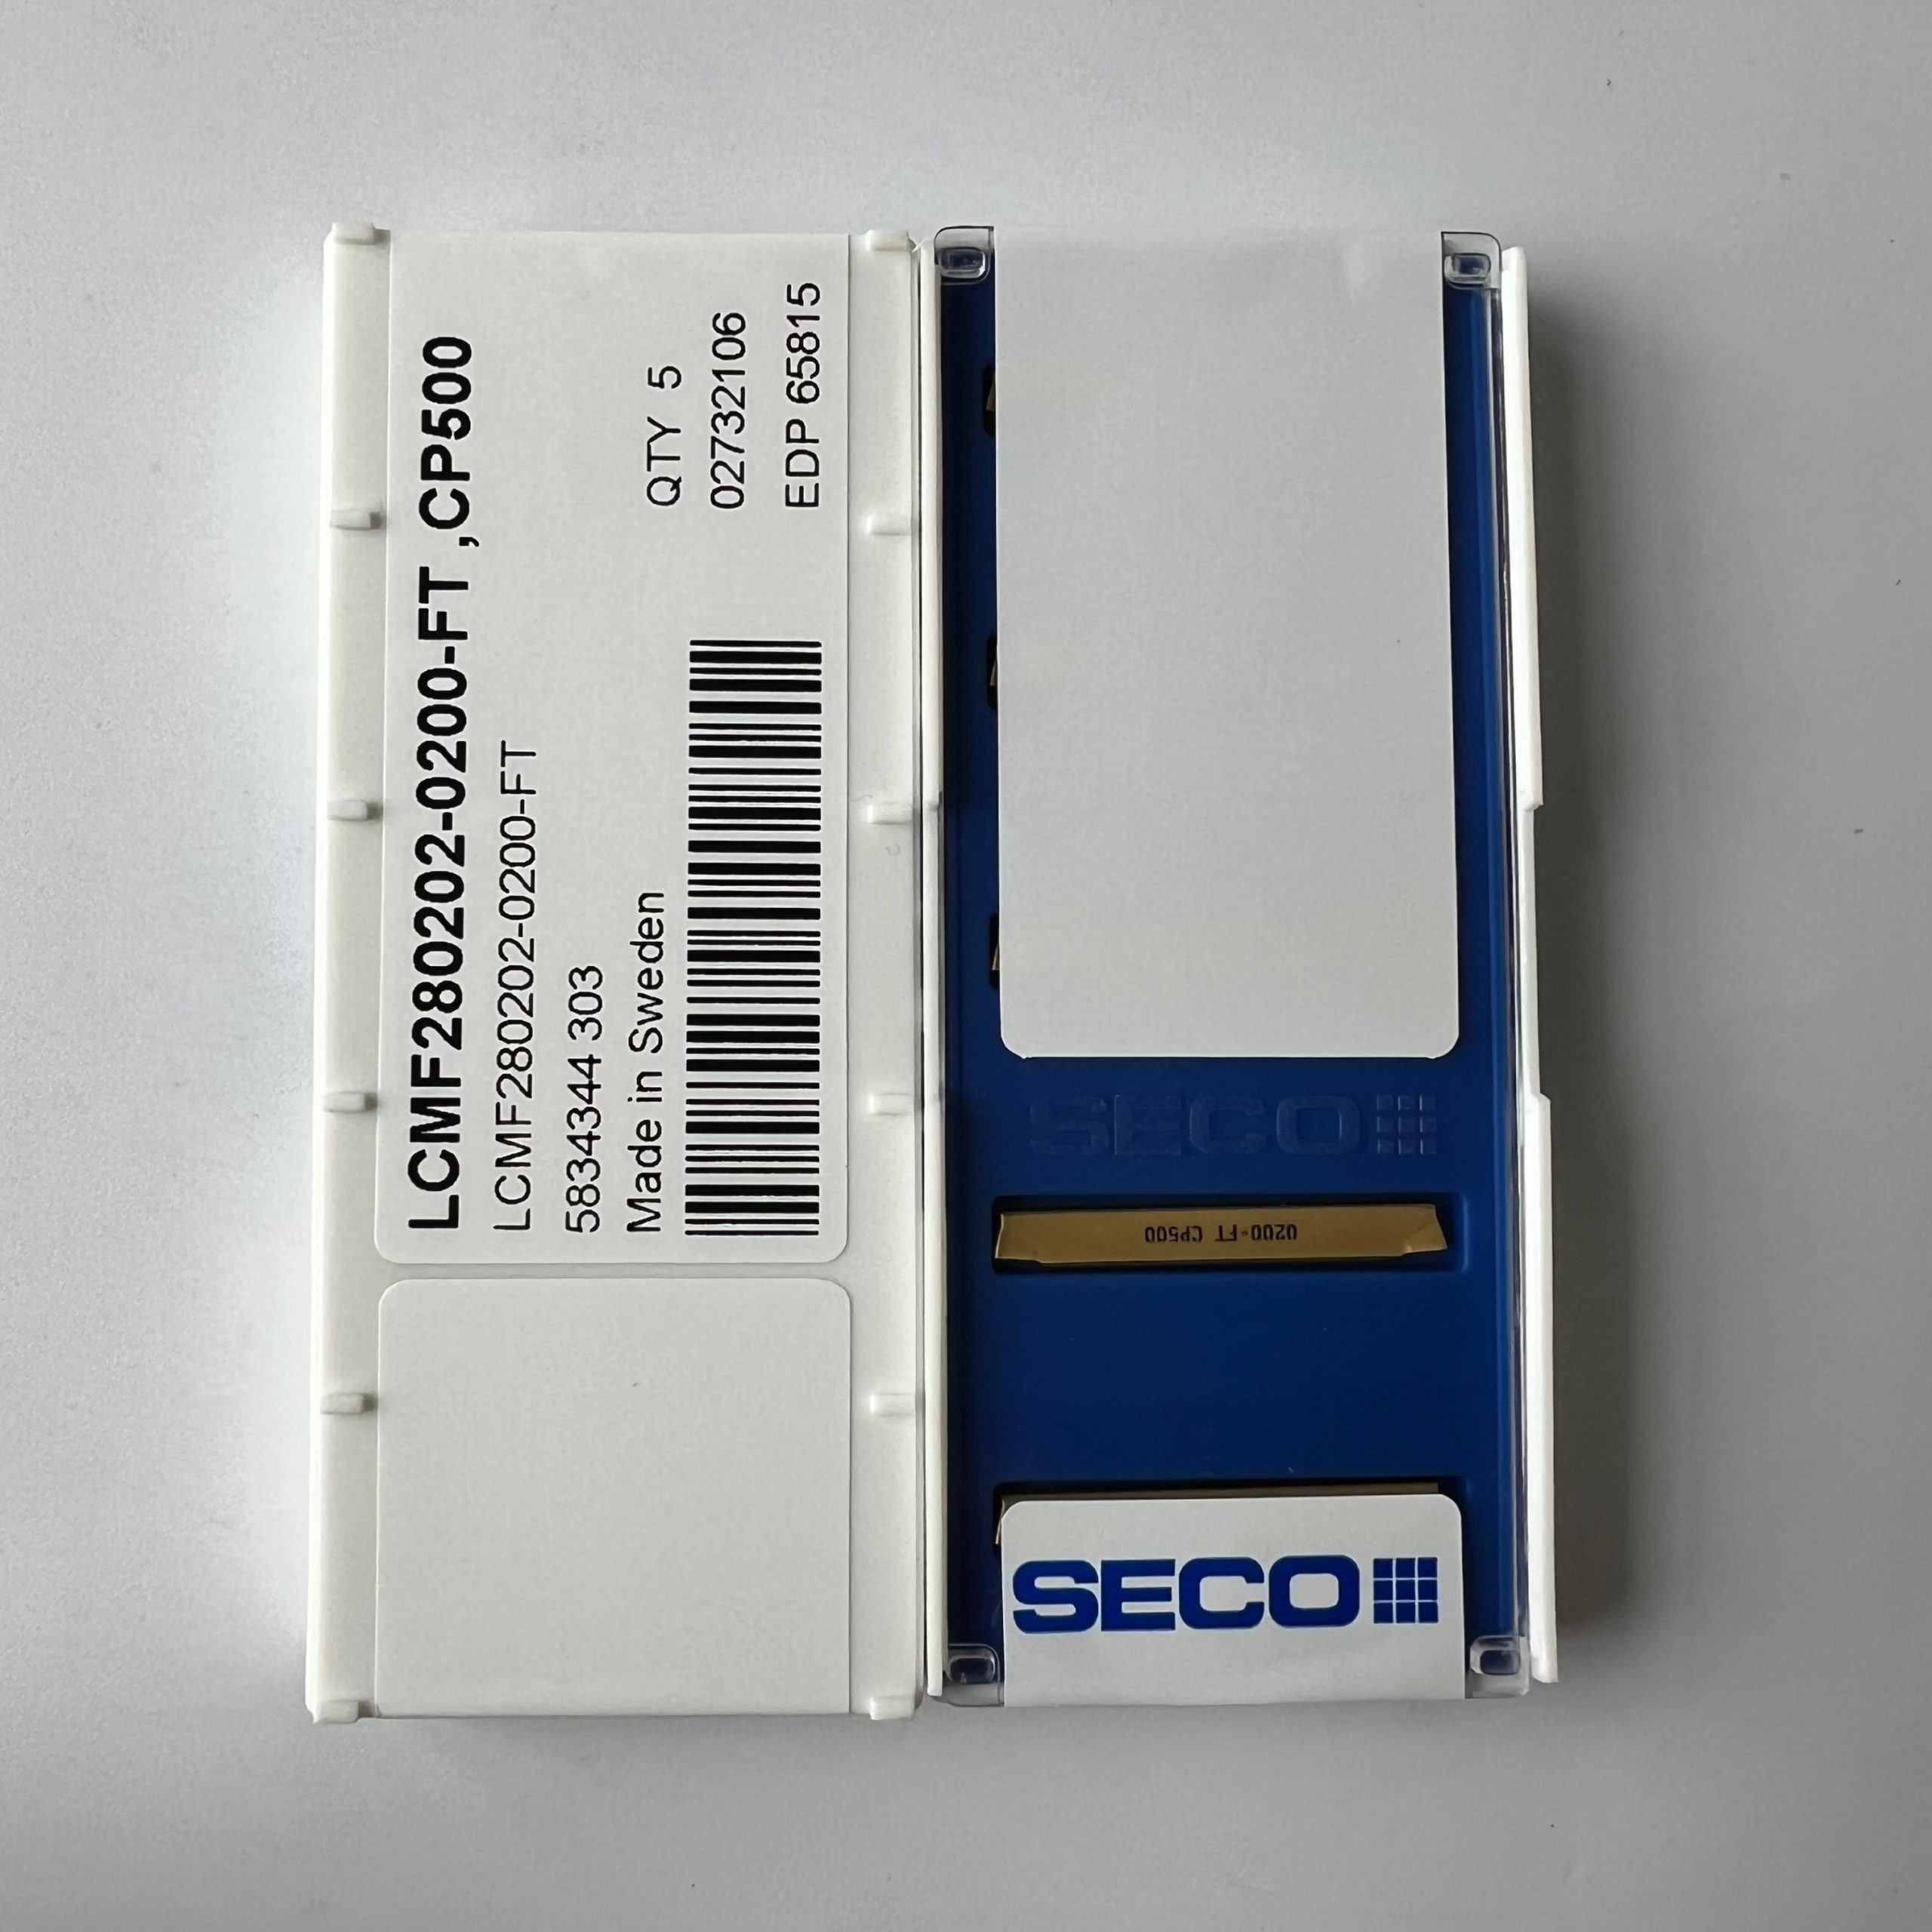 LCMF280202-0200-FT ,CP500
LCMF280202-0200-FT
5834344 303
Made in Sweden
QTY 5
02732106
EDP 65815
SECO
0200-FT CP500
SECO